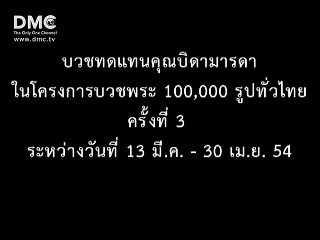 DMC
The Only One Channel
www.dmc.tv
บวชทดแทนคุณบิดามารดา
ในโครงการบวชพระ 100,000 รูปทั่วไทย
ครั้งที่ 3
ระหว่างวันที่ 13 มี.ค. - 30 เม.ย. 54